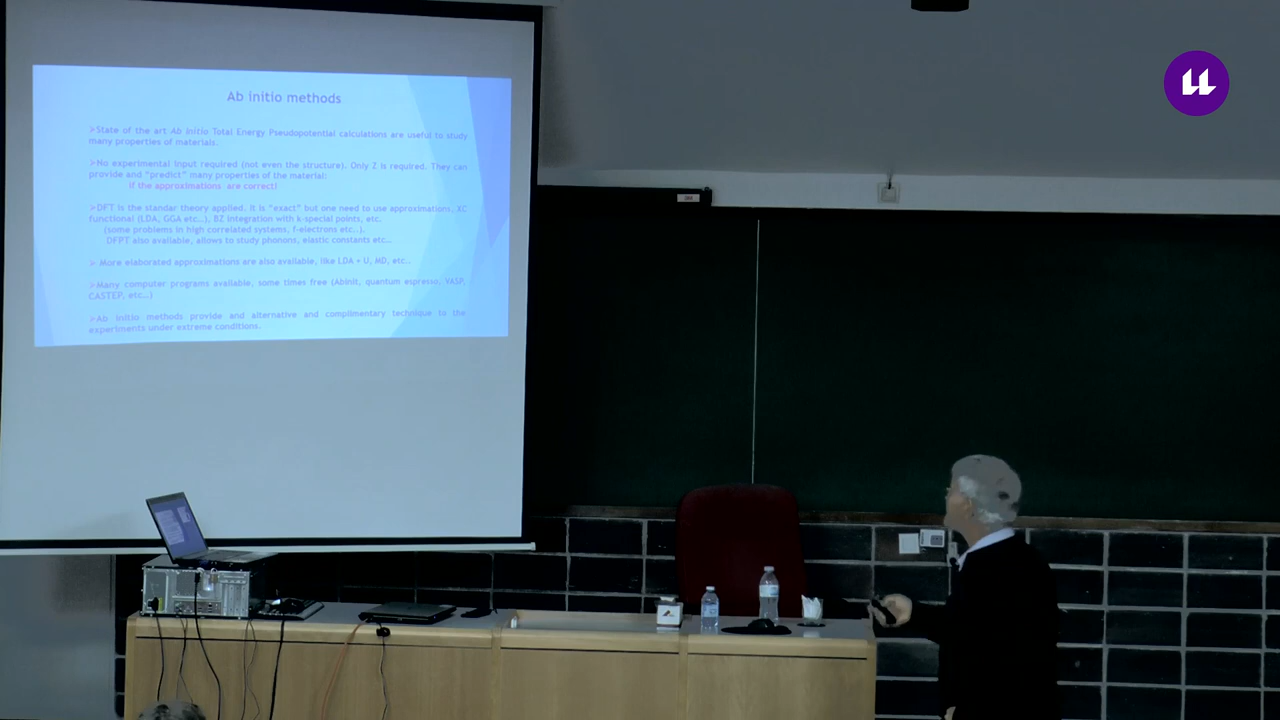 Ab initio methods
➢State of the art Ab initio Total Energy Pseudopotential calculations are useful to study
many properties of materials.
➢No experimental input required (not even the structure). Only Z is required. They can
provide and "predict" many properties of the material:
if the approximations are correct!
➢DFT is the standar theory applied, it is "exact" but one need to use approximations, XC
functional (LDA, GGA etc..), BZ integration with k-special points, etc.
(some problems in high correlated systems, f-electrons etc..).
DFPT also available, allows to study phonons, elastic constants etc..
➢ More elaborated approximations are also available, like LDA + U, MD, etc..
➢Many computer programs available, some times free (Abinit, quantum espresso, VASP,
CASTEP, etc..)
➢Ab initio methods provide and alternative and complimentary technique to the
experiments under extreme conditions.